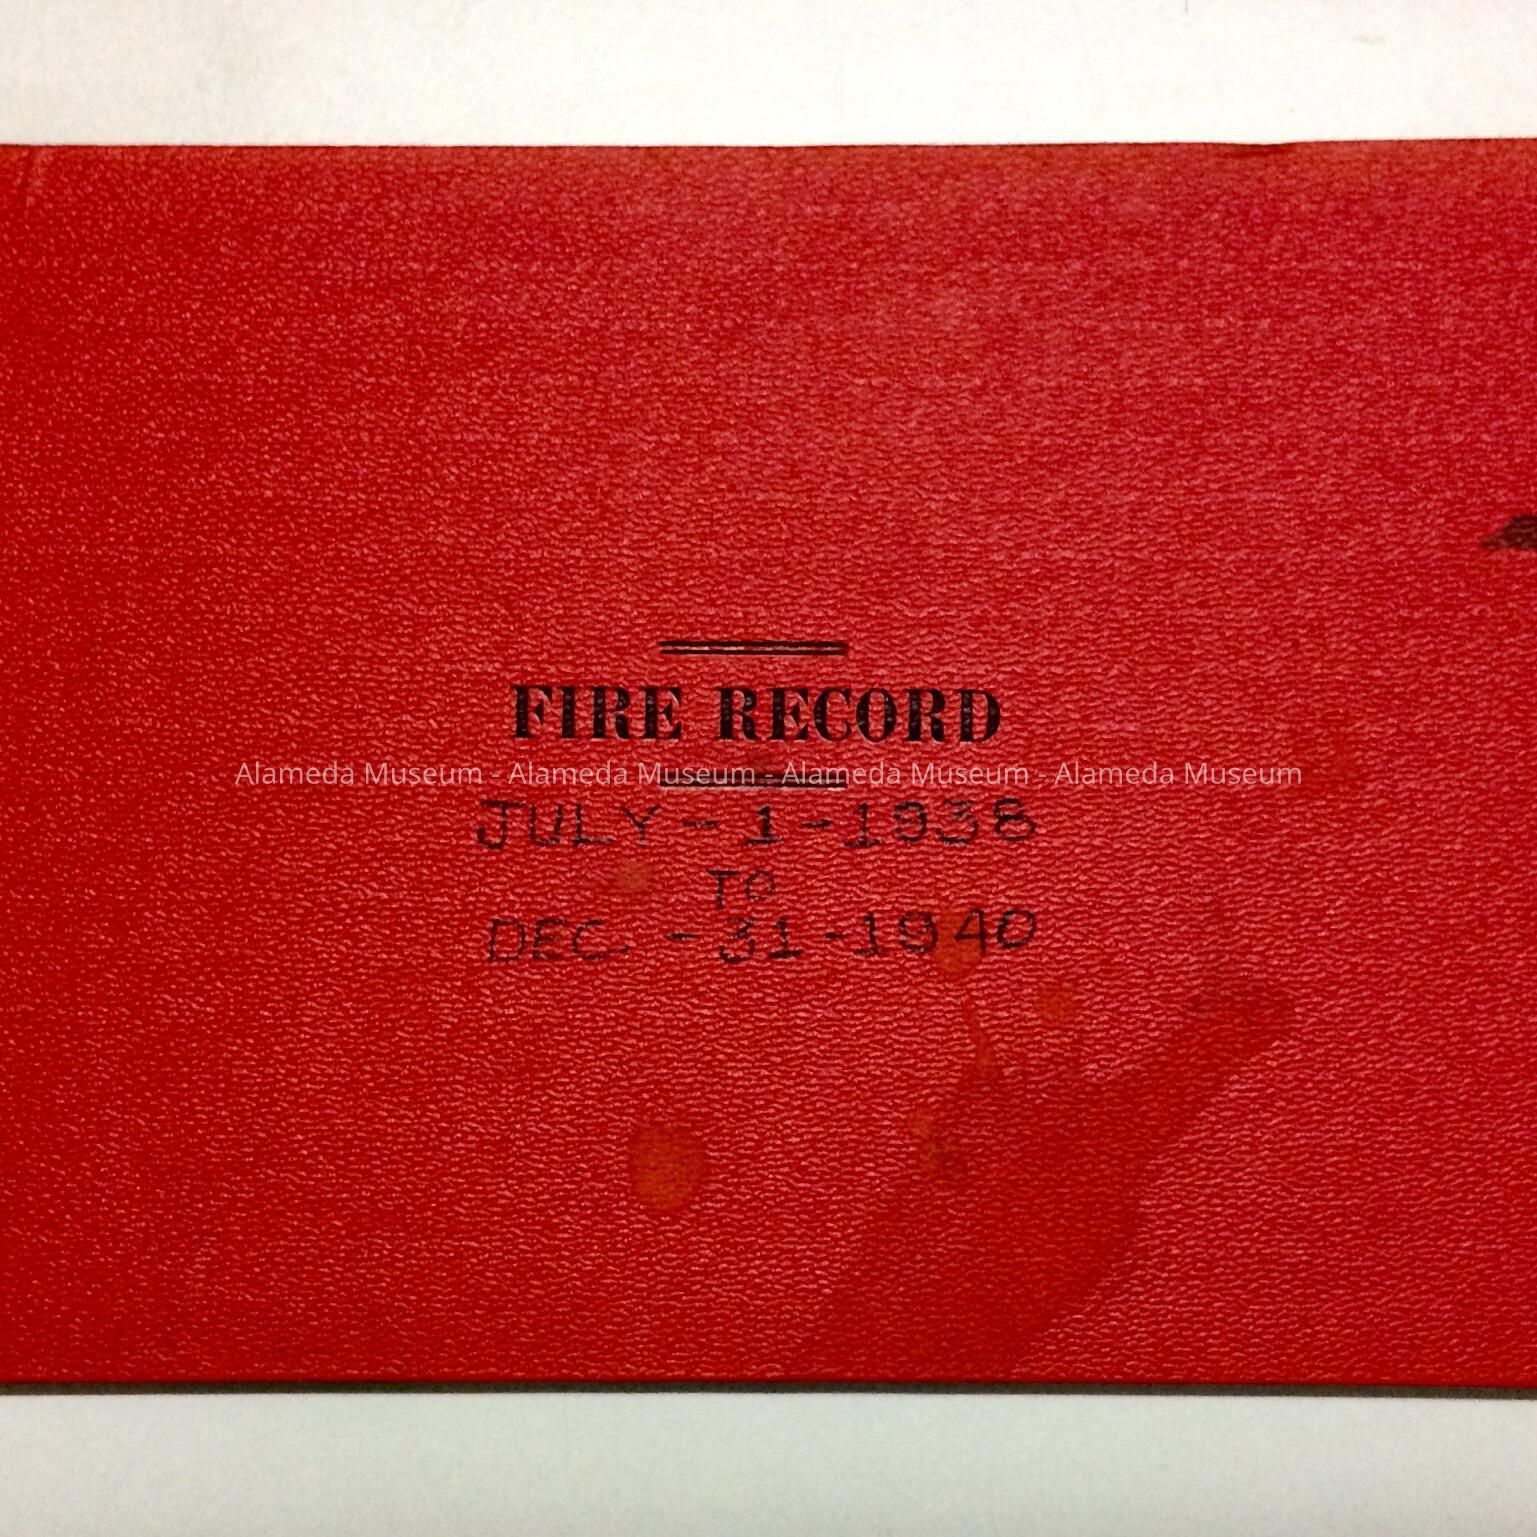 FIRE RECORD
Alameda Museum - Alameda Museum - Alameda Museum - Alameda Museum
JULY - 1 - 1938
TO
DEC. - 31 - 1940